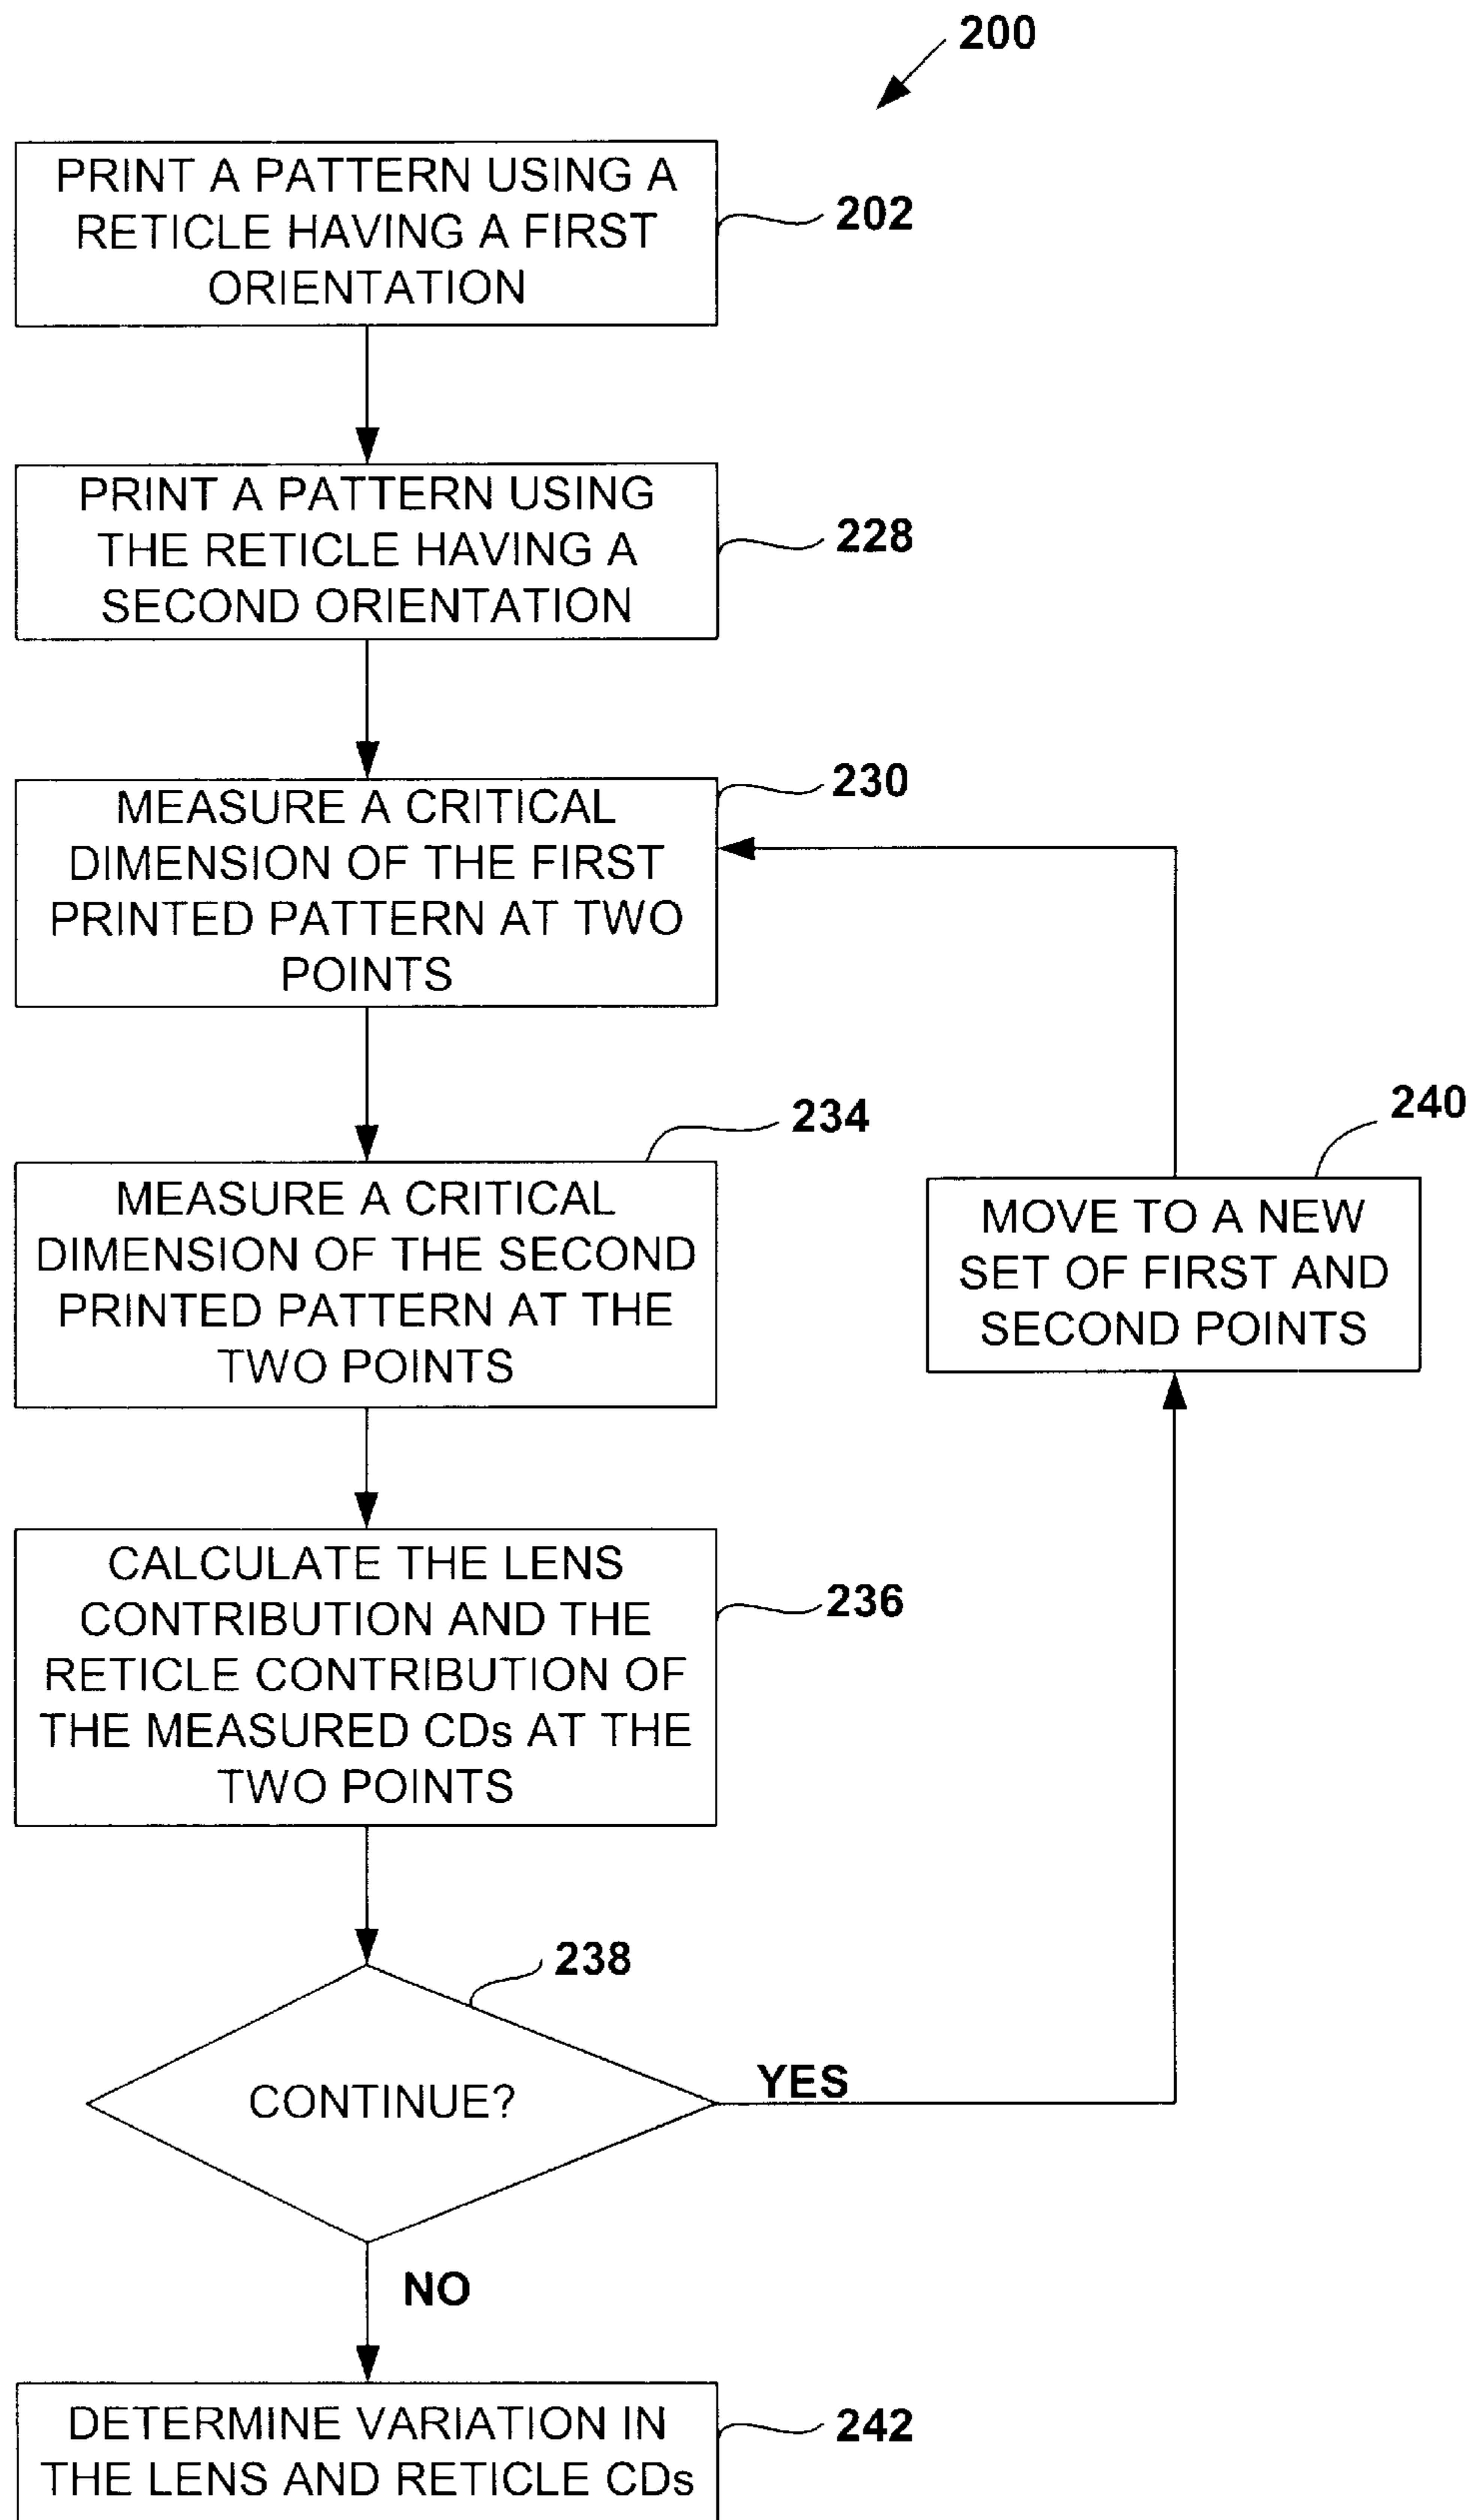 200
PRINT A PATTERN USING A
RETICLE HAVING A FIRST
ORIENTATION
202
PRINT A PATTERN USING
THE RETICLE HAVING A
SECOND ORIENTATION
228
MEASURE A CRITICAL
DIMENSION OF THE FIRST
PRINTED PATTERN AT TWO
POINTS
230
MEASURE A CRITICAL
DIMENSION OF THE SECOND
PRINTED PATTERN AT THE
TWO POINTS
234
MOVE TO A NEW
SET OF FIRST AND
SECOND POINTS
240
CALCULATE THE LENS
CONTRIBUTION AND THE
RETICLE CONTRIBUTION OF
THE MEASURED CDs AT THE
TWO POINTS
236
CONTINUE?
238
YES
NO
DETERMINE VARIATION IN
THE LENS AND RETICLE CDs
242